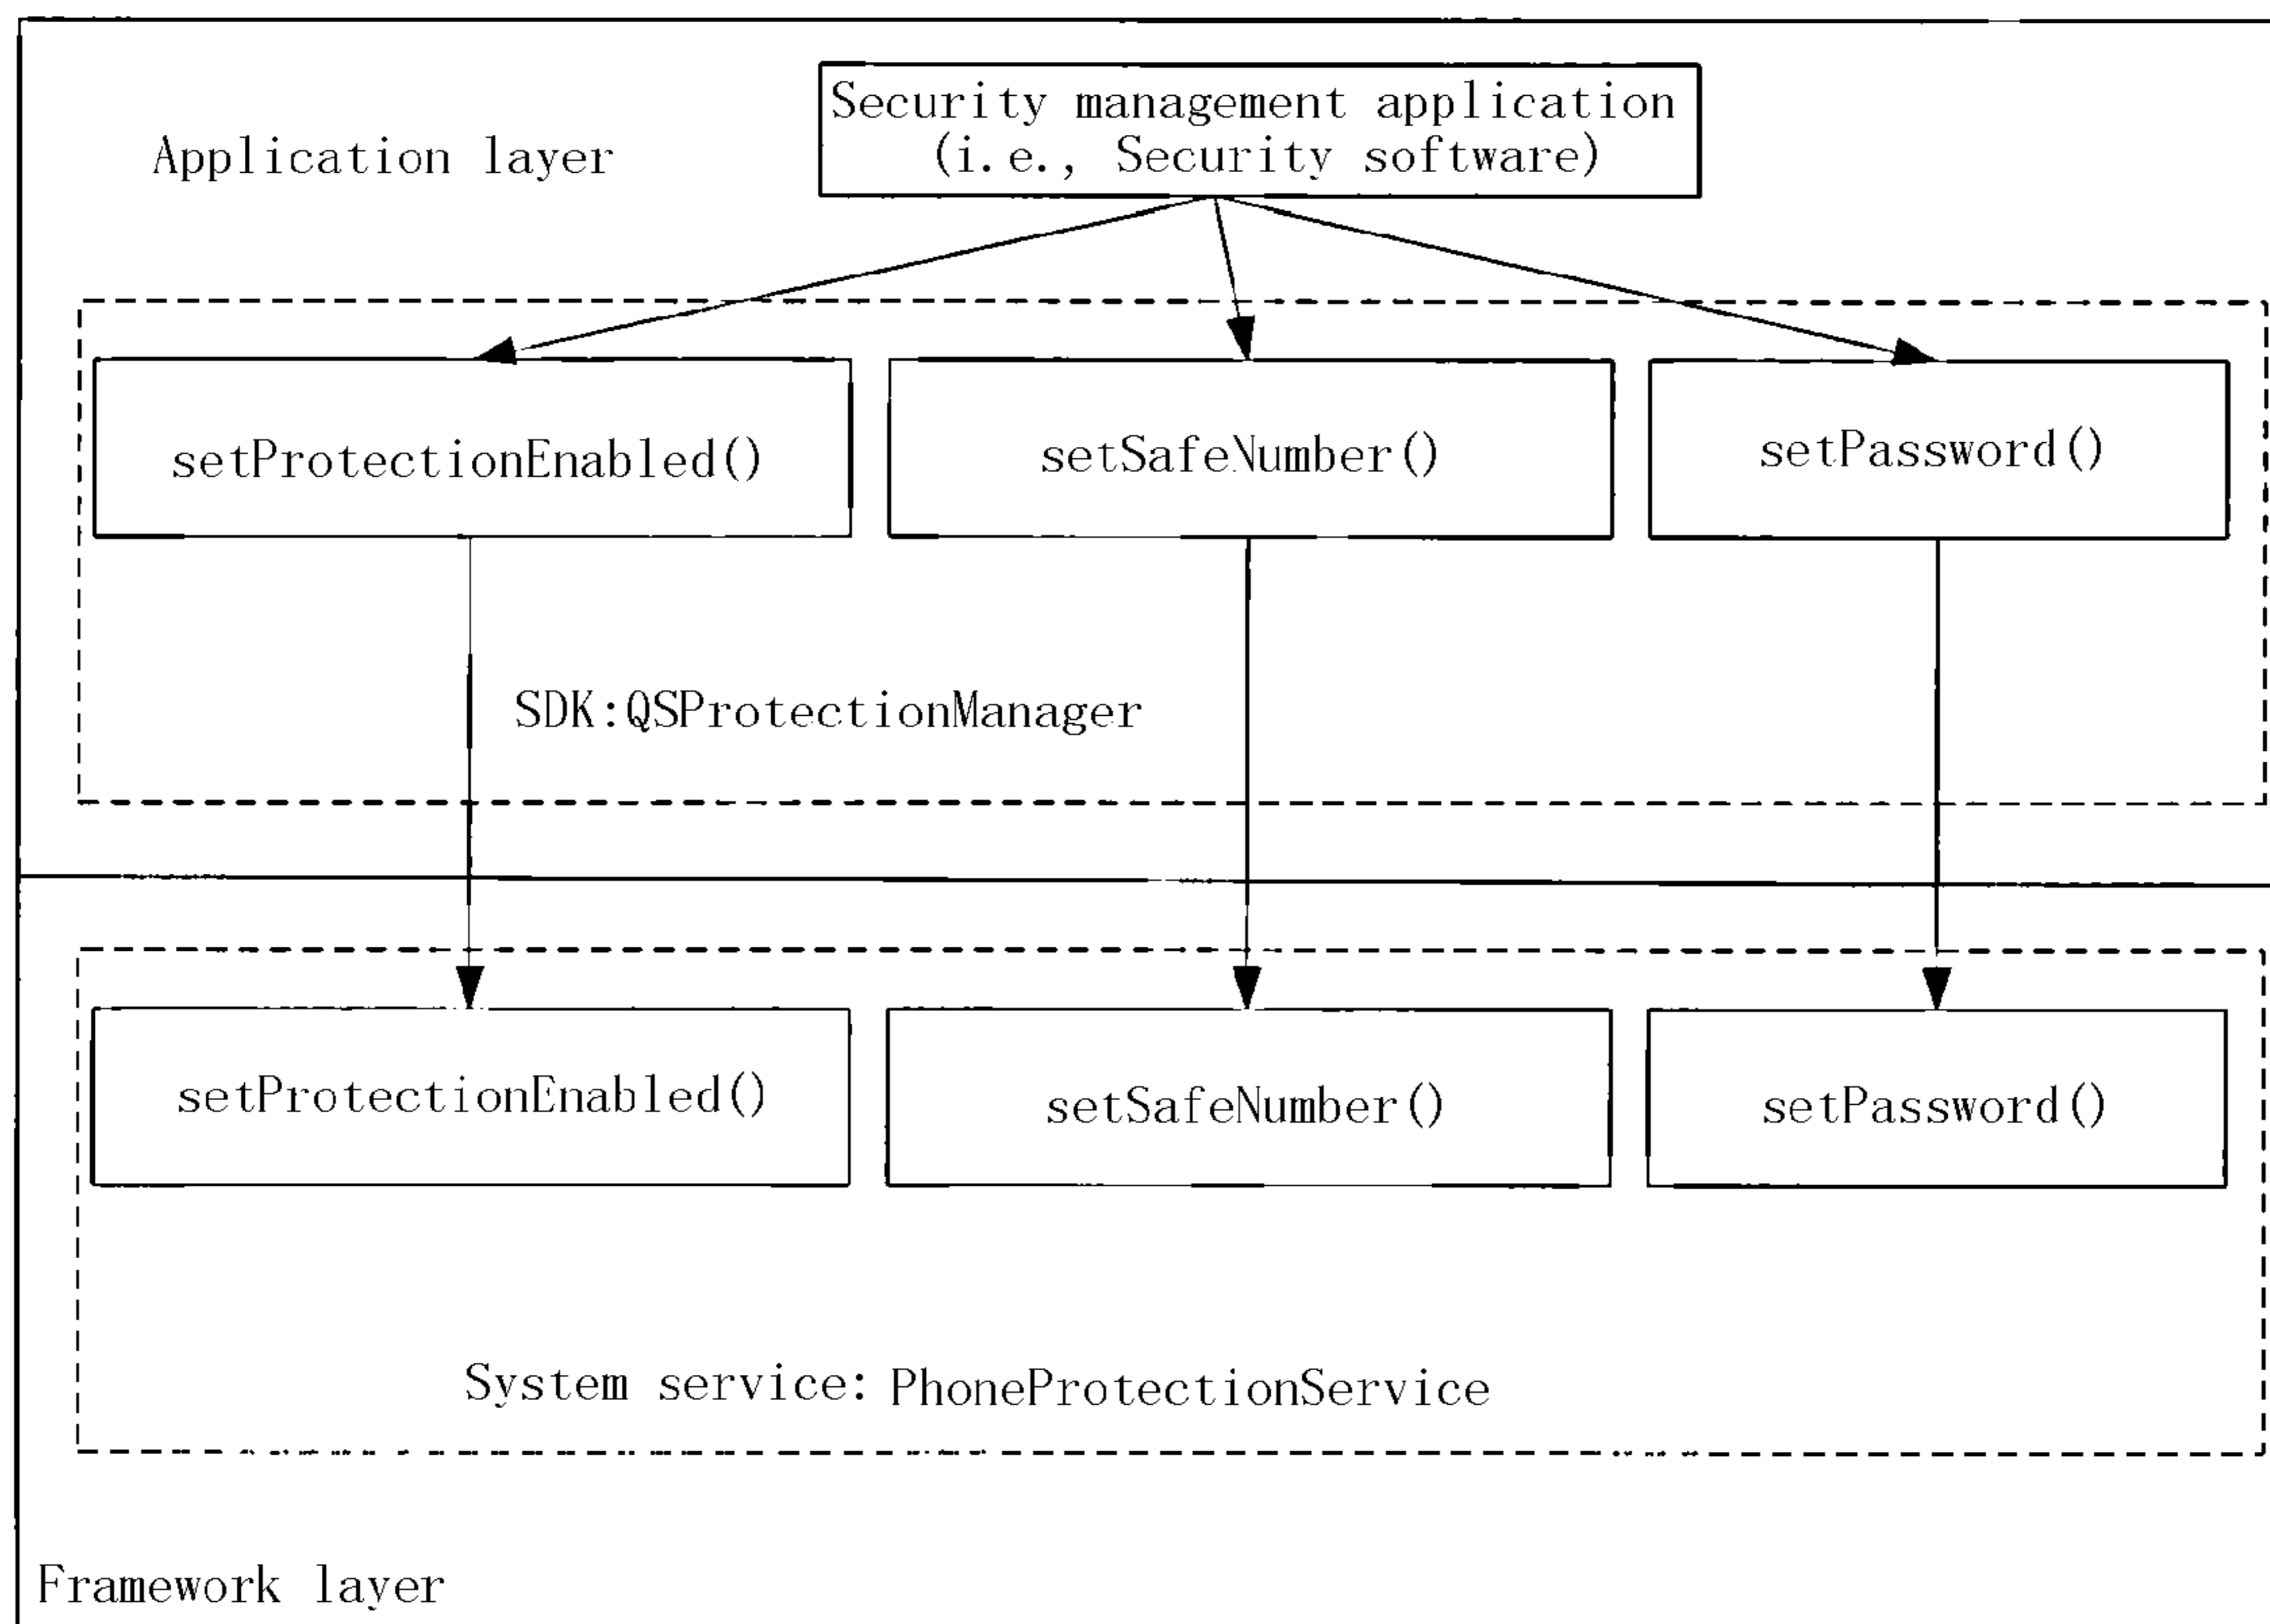 Security management application
(i.e., Security software)
Application layer
setProtectionEnabled()
setSafeNumber()
setPassword()
SDK:QSProtectionManager
setProtectionEnabled()
setSafeNumber()
setPassword()
System service: PhoneProtectionService
Framework layer